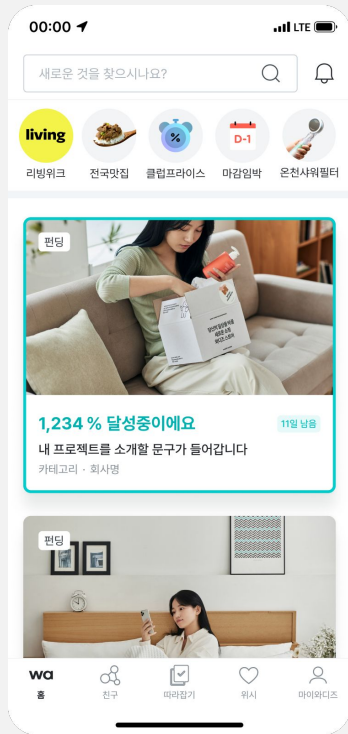 00:00 LTE
새로운 것을 찾으시나요?
living D-1
리빙위크 전국맛집 클럽프라이스 마감임박 온천샤워필터
펀딩
1,234 % 달성중이에요 11일 남음
내 프로젝트를 소개할 문구가 들어갑니다
카테고리 · 회사명
펀딩
wa
홈 친구 따라잡기 위시 마이와디즈